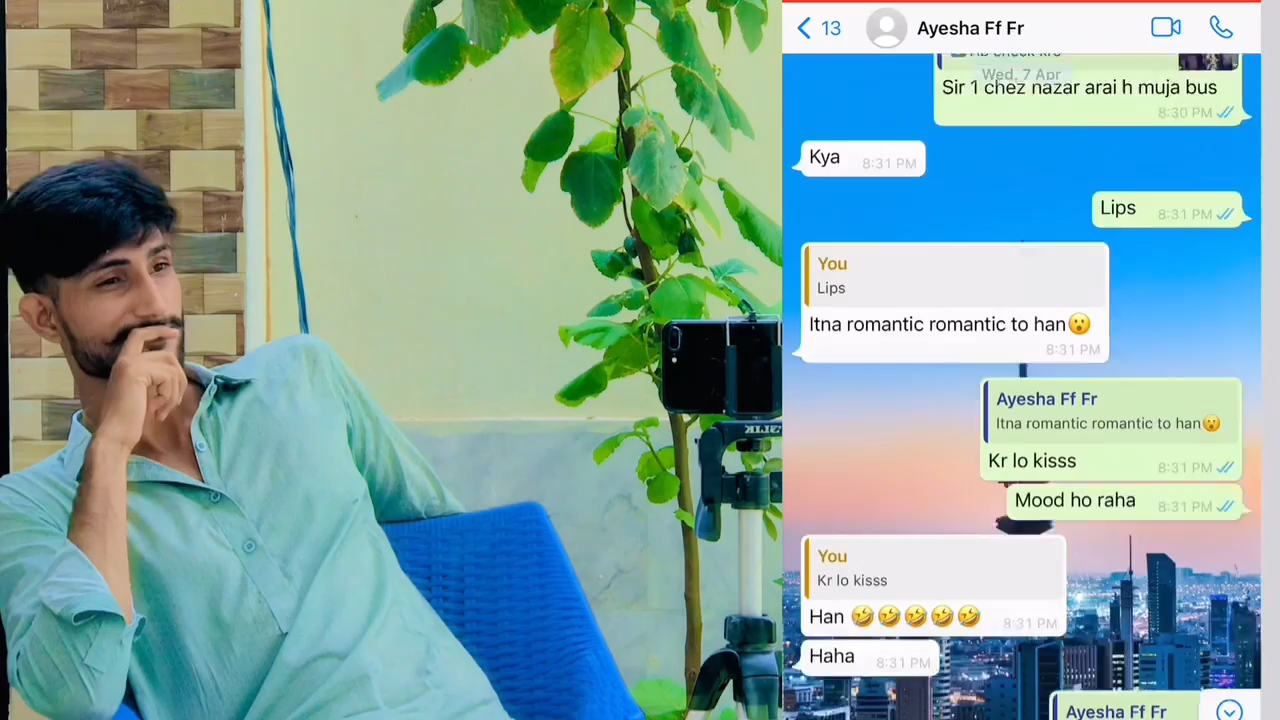 13
Ayesha Ff Fr
Wed, 7 Apr
Sir 1 chez nazar arai h muja bus
8:30 PM
Kya
8:31 PM
Lips
8:31 PM
You
Lips
Itna romantic romantic to han😮
8:31 PM
Ayesha Ff Fr
Itna romantic romantic to han😮
Kr lo kisss
8:31 PM
Mood ho raha
8:31 PM
You
Kr lo kisss
Han 🤣🤣🤣🤣🤣
8:31 PM
Haha
8:31 PM
Ayesha Ff Fr